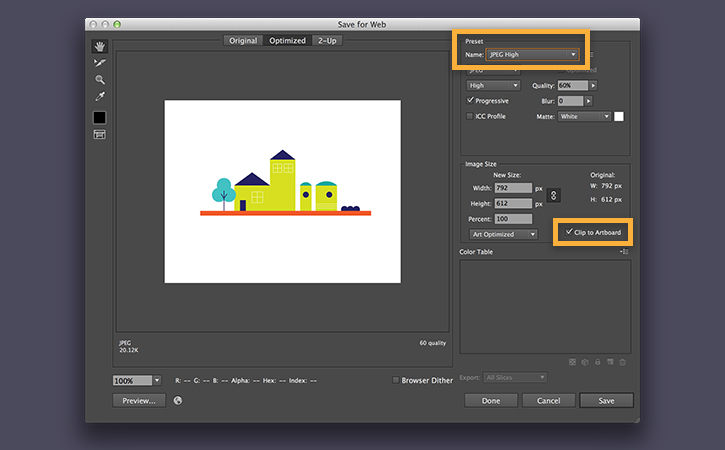 Save for Web
Original Optimized 2-Up
Preset
Name: JPEG High
JPEG Optimized
High Quality: 60%
Progressive Blur: 0
ICC Profile Matte: White
Image Size
New Size: Original:
Width: 792 px W: 792 px
Height: 612 px H: 612 px
Percent: 100
Art Optimized Clip to Artboard
Color Table
JPEG 60 quality
20.32K
Export: All Slices
100% R: -- G: -- B: -- Alpha: -- Hex: -- Index: -- Browser Dither
Preview... Done Cancel Save